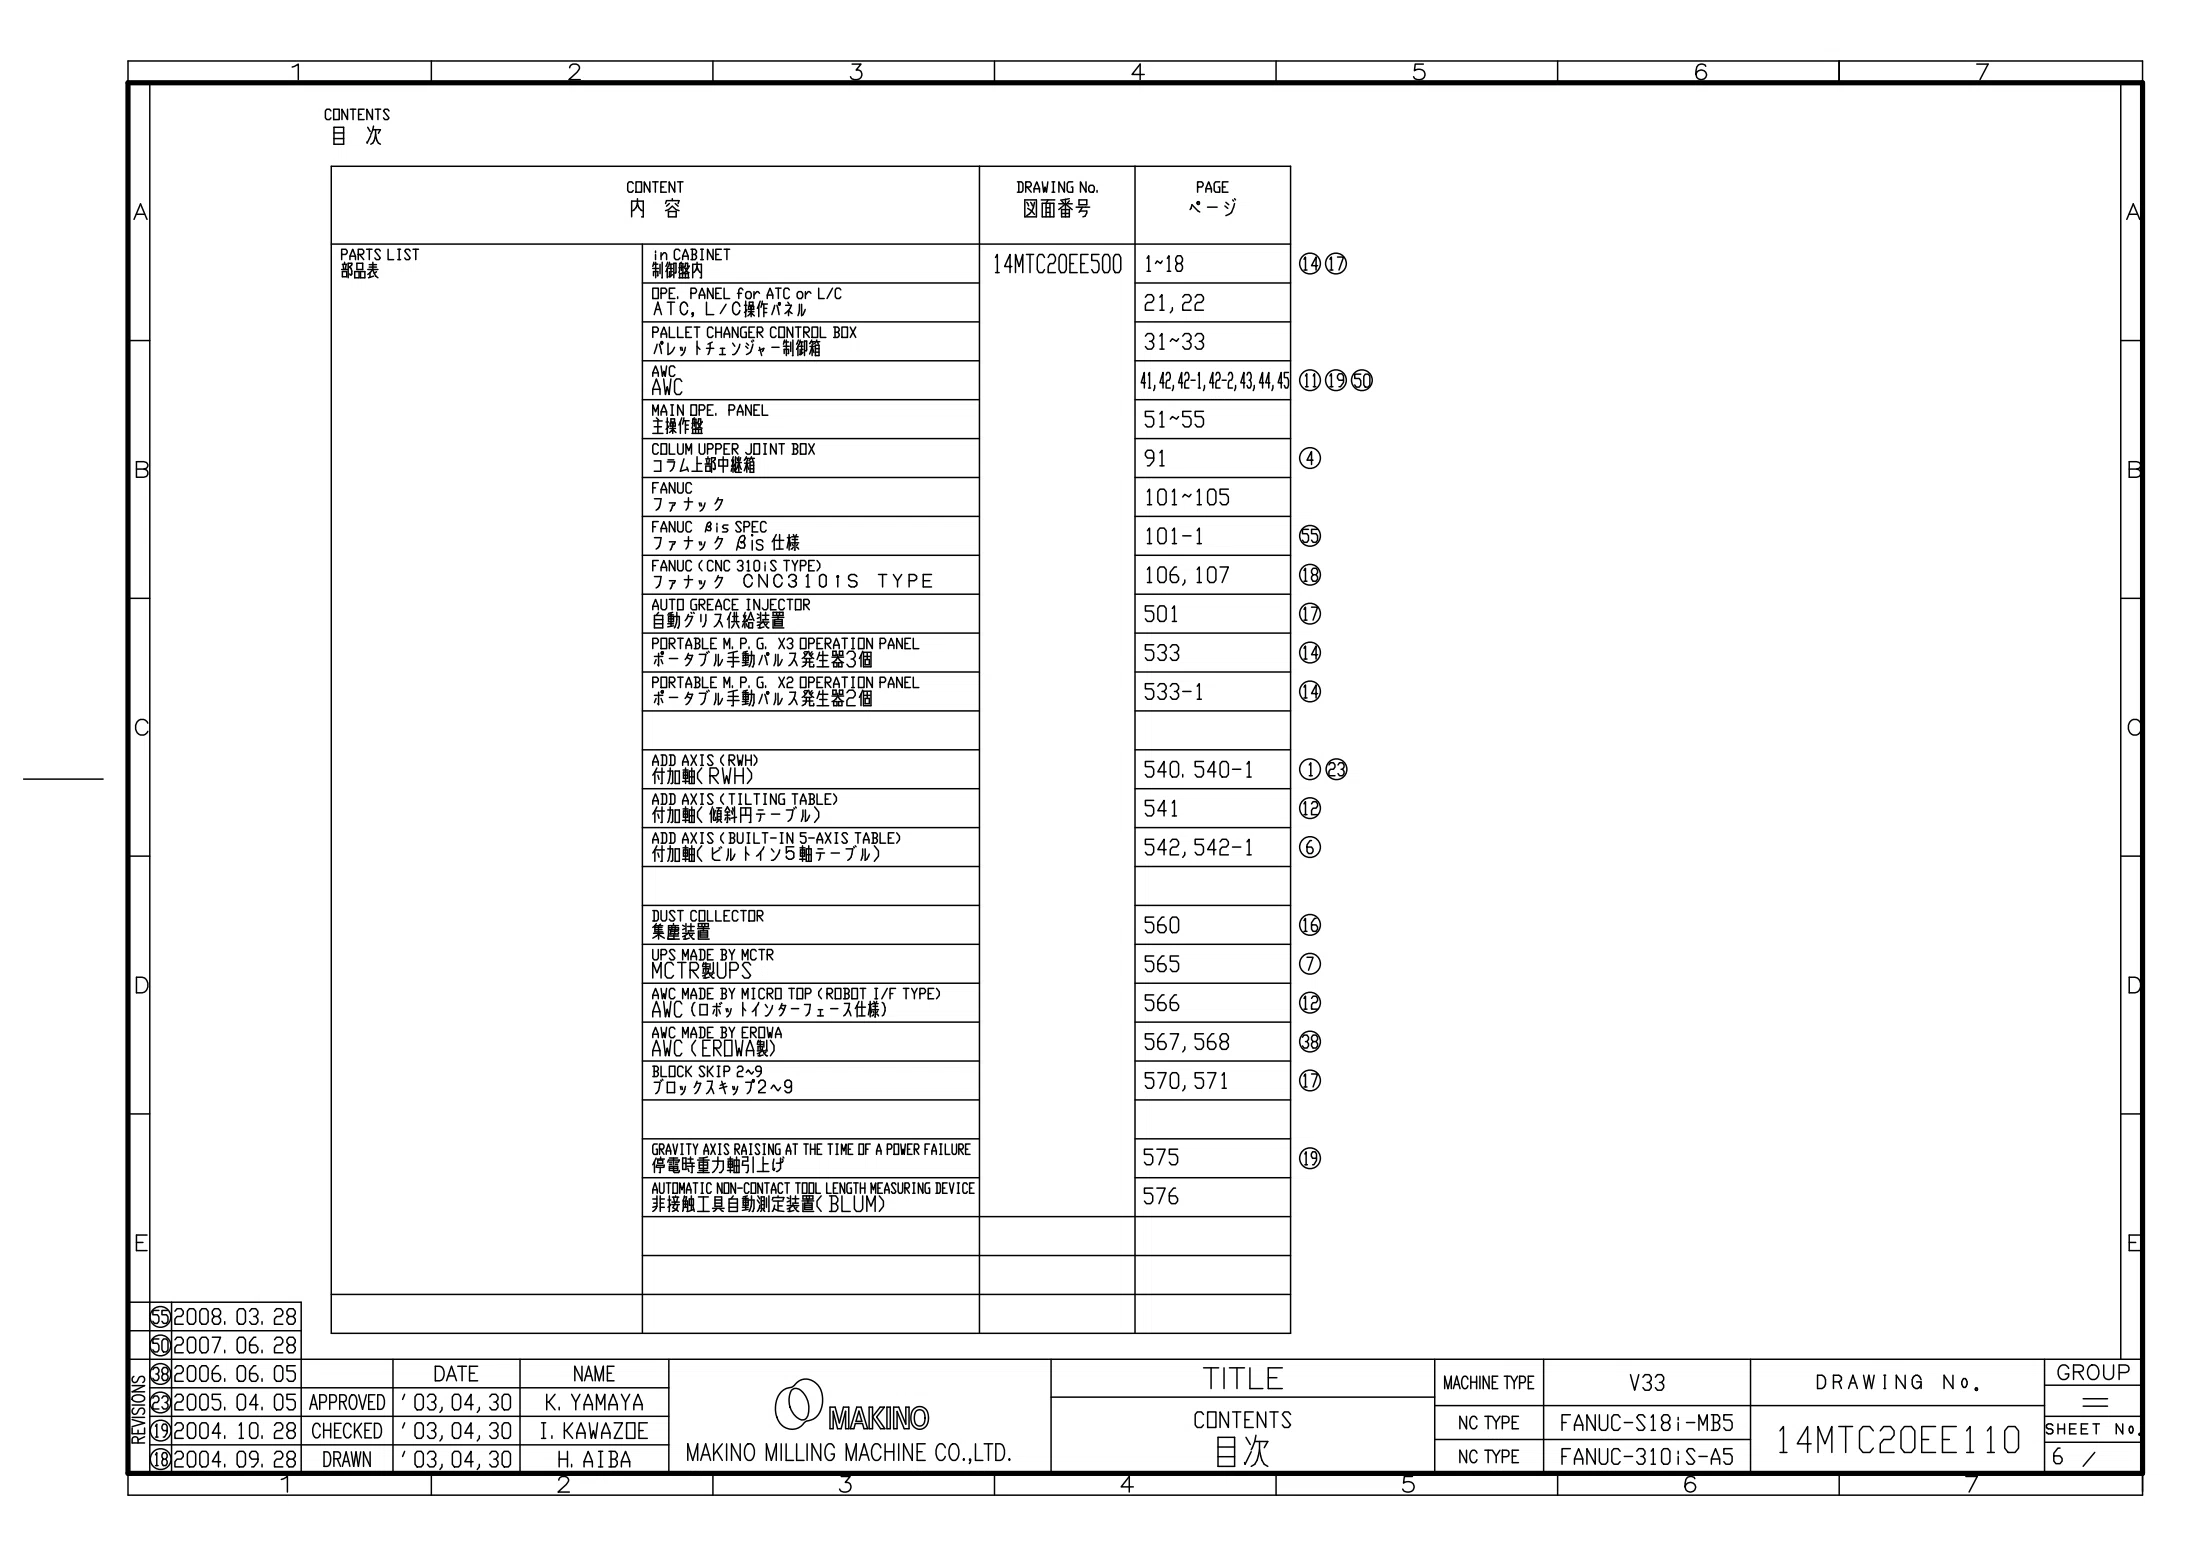 1 2 3 4 5 6 7
CONTENTS
目 次
CONTENT DRAWING No. PAGE
内 容 図面番号 ページ
PARTS LIST
部品表
in CABINET
制御盤内
14MTC20EE500 1~18 ⑭⑰
OPE. PANEL for ATC or L/C
ATC, L/C操作パネル
21, 22
PALLET CHANGER CONTROL BOX
パレットチェンジャー制御箱
31~33
AWC
AWC
41, 42, 42-1, 42-2, 43, 44, 45 ⑪⑲㊿
MAIN OPE. PANEL
主操作盤
51~55
COLUM UPPER JOINT BOX
コラム上部中継箱
91 ④
FANUC
ファナック
101~105
FANUC βis SPEC
ファナック βis 仕様
101-1 (55)
FANUC (CNC 310iS TYPE)
ファナック CNC310iS TYPE
106, 107 ⑱
AUTO GREACE INJECTOR
自動グリス供給装置
501 ⑰
PORTABLE M. P. G. X3 OPERATION PANEL
ポータブル手動パルス発生器3個
533 ⑭
PORTABLE M. P. G. X2 OPERATION PANEL
ポータブル手動パルス発生器2個
533-1 ⑭
ADD AXIS (RWH)
付加軸(RWH)
540. 540-1 ①㉓
ADD AXIS (TILTING TABLE)
付加軸(傾斜円テーブル)
541 ⑫
ADD AXIS (BUILT-IN 5-AXIS TABLE)
付加軸(ビルトイン5軸テーブル)
542, 542-1 ⑥
DUST COLLECTOR
集塵装置
560 ⑯
UPS MADE BY MCTR
MCTR製UPS
565 ⑦
AWC MADE BY MICRO TOP (ROBOT I/F TYPE)
AWC (ロボットインターフェース仕様)
566 ⑫
AWC MADE BY EROWA
AWC (EROWA製)
567, 568 ㊳
BLOCK SKIP 2~9
ブロックスキップ2~9
570, 571 ⑰
GRAVITY AXIS RAISING AT THE TIME OF A POWER FAILURE
停電時重力軸引上げ
575 ⑲
AUTOMATIC NON-CONTACT TOOL LENGTH MEASURING DEVICE
非接触工具自動測定装置(BLUM)
576
A A
B B
C C
D D
E E
REVISIONS
(55) 2008. 03. 28
㊿ 2007. 06. 28
㊳ 2006. 06. 05
㉓ 2005. 04. 05
⑲ 2004. 10. 28
⑱ 2004. 09. 28
DATE NAME
APPROVED '03, 04, 30 K. YAMAYA
CHECKED '03, 04, 30 I. KAWAZOE
DRAWN '03, 04, 30 H. AIBA
MAKINO
MAKINO MILLING MACHINE CO.,LTD.
TITLE
CONTENTS
目次
MACHINE TYPE V33
NC TYPE FANUC-S18i-MB5
NC TYPE FANUC-310iS-A5
DRAWING No.
14MTC20EE110
GROUP
=
SHEET No.
6 /
1 2 3 4 5 6 7